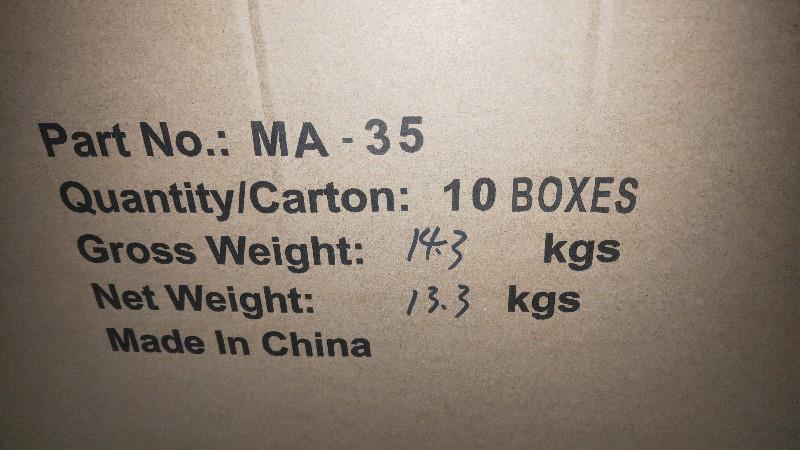 Part No.: MA - 35
Quantity/Carton: 10 BOXES
Gross Weight: 14.3 kgs
Net Weight: 13.3 kgs
Made In China